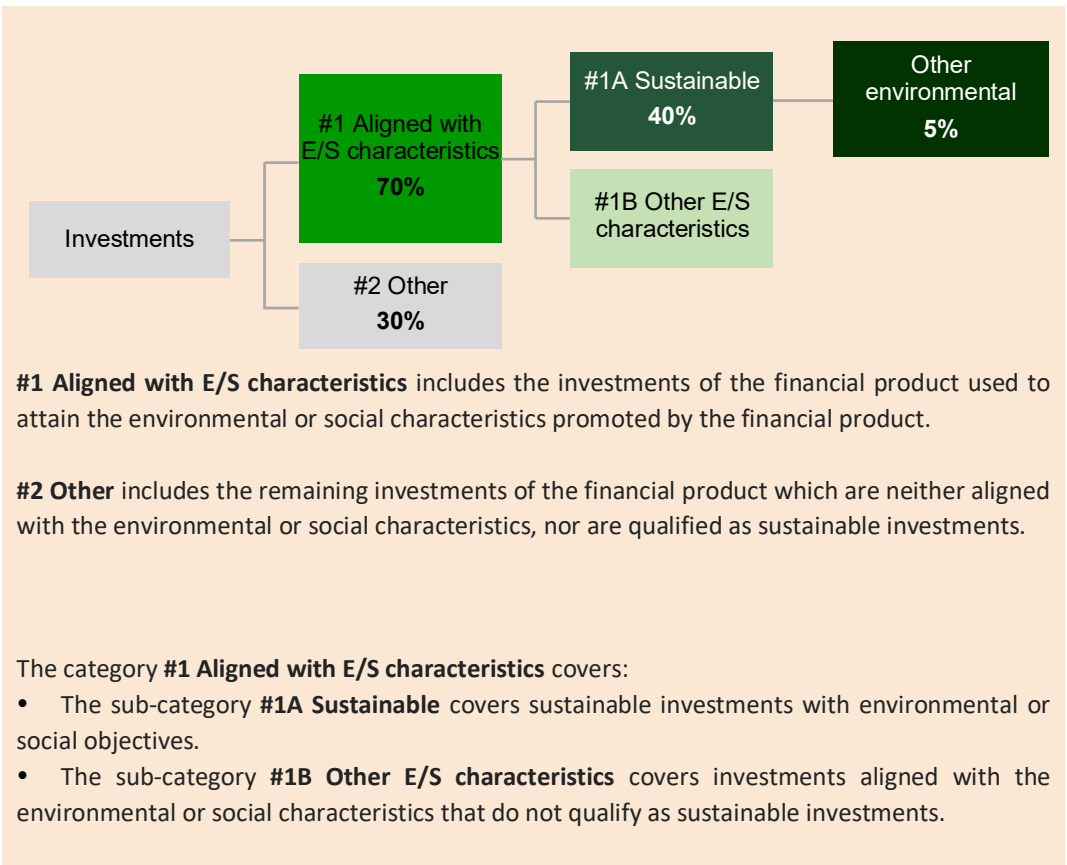 Investments
#1 Aligned with
E/S characteristics
70%
#2 Other
30%
#1A Sustainable
40%
#1B Other E/S
characteristics
Other
environmental
5%
#1 Aligned with E/S characteristics includes the investments of the financial product used to
attain the environmental or social characteristics promoted by the financial product.
#2 Other includes the remaining investments of the financial product which are neither aligned
with the environmental or social characteristics, nor are qualified as sustainable investments.
The category #1 Aligned with E/S characteristics covers:
• The sub-category #1A Sustainable covers sustainable investments with environmental or
social objectives.
• The sub-category #1B Other E/S characteristics covers investments aligned with the
environmental or social characteristics that do not qualify as sustainable investments.